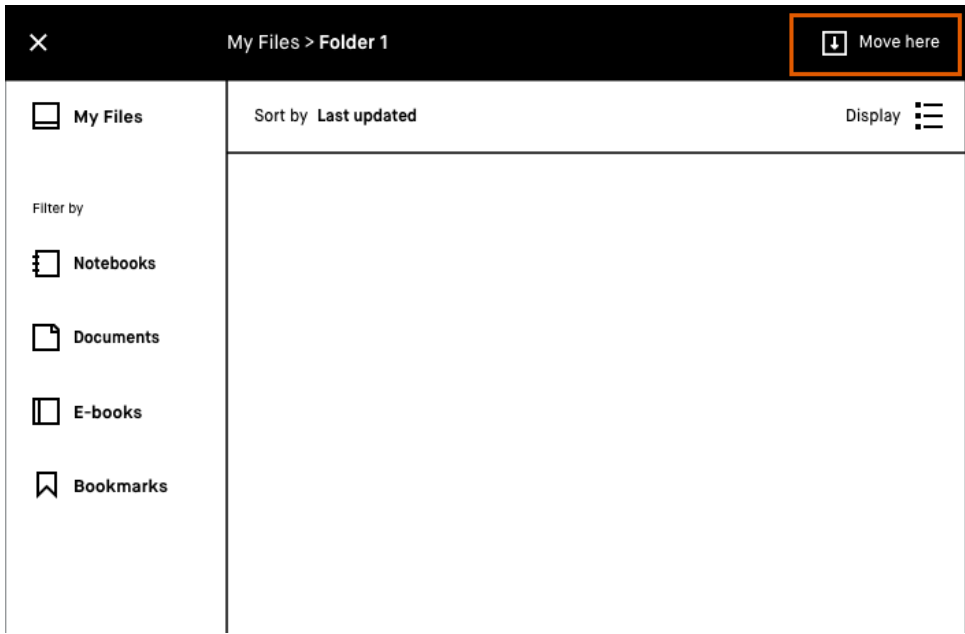 My Files > Folder 1
Move here
My Files
Sort by Last updated
Display
Filter by
Notebooks
Documents
E-books
Bookmarks